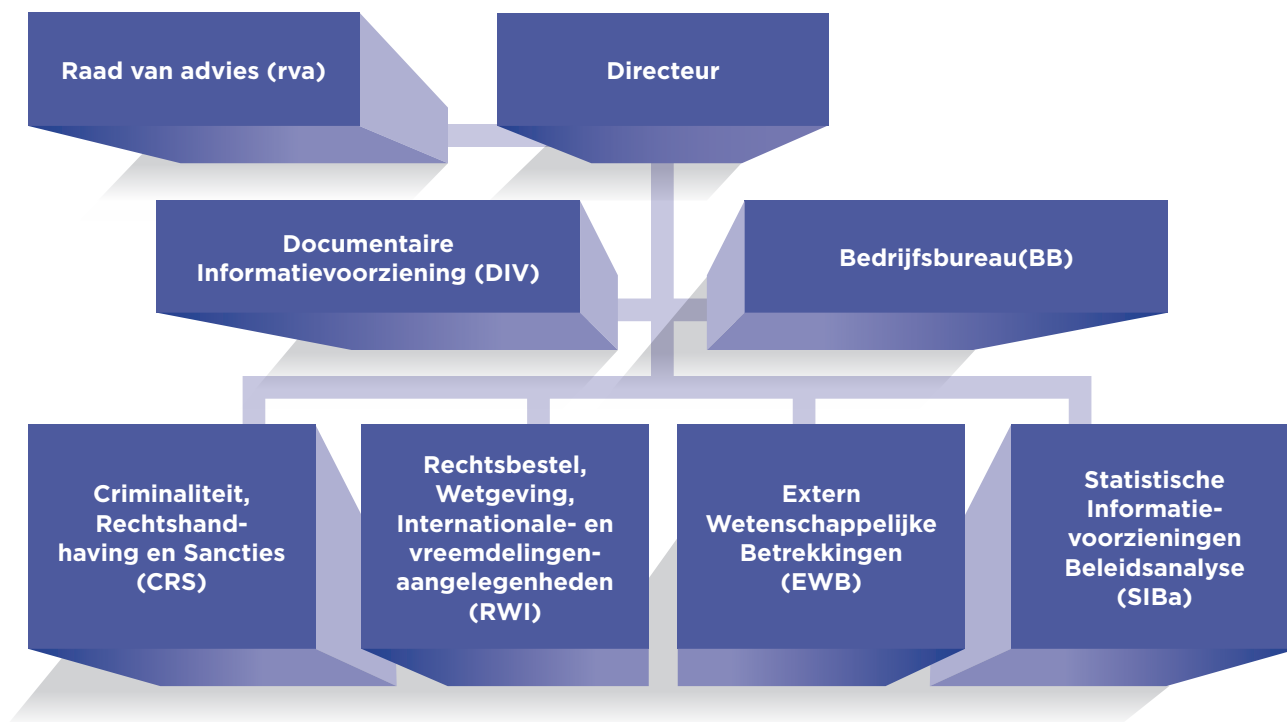 Raad van advies (rva)
Directeur
Documentaire
Informatievoorziening (DIV)
Bedrijfsbureau(BB)
Criminaliteit,
Rechtshand-
having en Sancties
(CRS)
Rechtsbestel,
Wetgeving,
Internationale- en
vreemdelingen-
aangelegenheden
(RWI)
Extern
Wetenschappelijke
Betrekkingen
(EWB)
Statistische
Informatie-
voorzieningen
Beleidsanalyse
(SIBa)